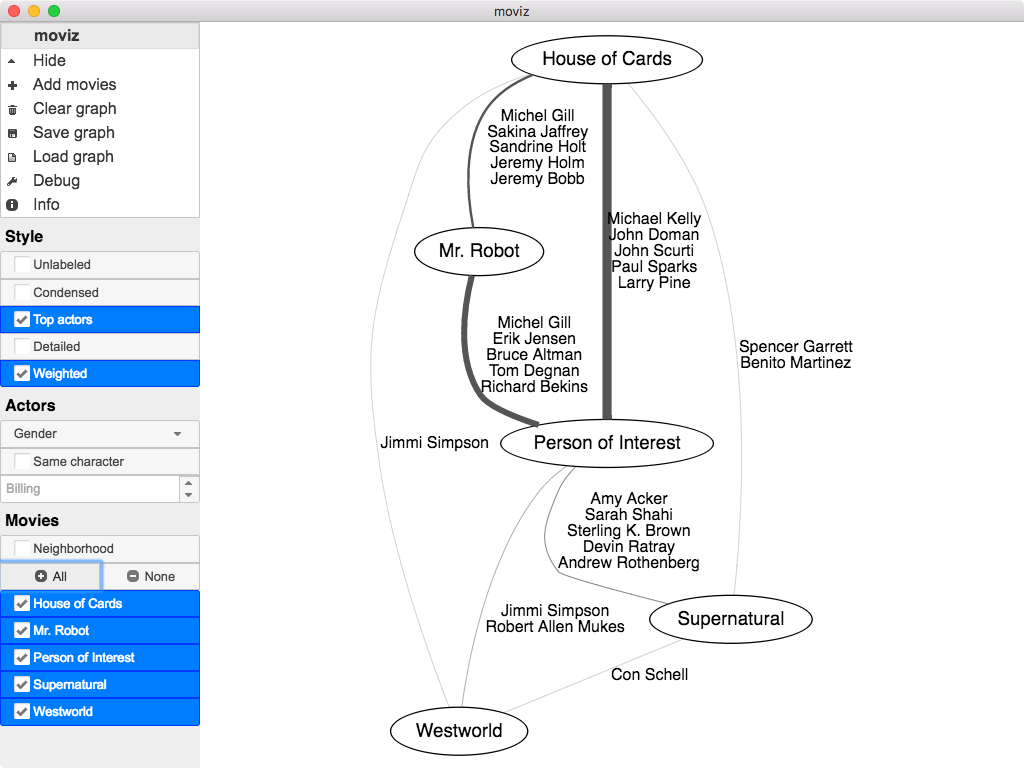 moviz
moviz
Hide
Add movies
Clear graph
Save graph
Load graph
Debug
Info
Style
Unlabeled
Condensed
Top actors
Detailed
Weighted
Actors
Gender
Same character
Billing
Movies
Neighborhood
All
None
House of Cards
Mr. Robot
Person of Interest
Supernatural
Westworld
House of Cards
Michel Gill
Sakina Jaffrey
Sandrine Holt
Jeremy Holm
Jeremy Bobb
Michael Kelly
John Doman
John Scurti
Paul Sparks
Larry Pine
Mr. Robot
Michel Gill
Erik Jensen
Bruce Altman
Tom Degnan
Richard Bekins
Spencer Garrett
Benito Martinez
Jimmi Simpson
Person of Interest
Amy Acker
Sarah Shahi
Sterling K. Brown
Devin Ratray
Andrew Rothenberg
Jimmi Simpson
Robert Allen Mukes
Supernatural
Con Schell
Westworld